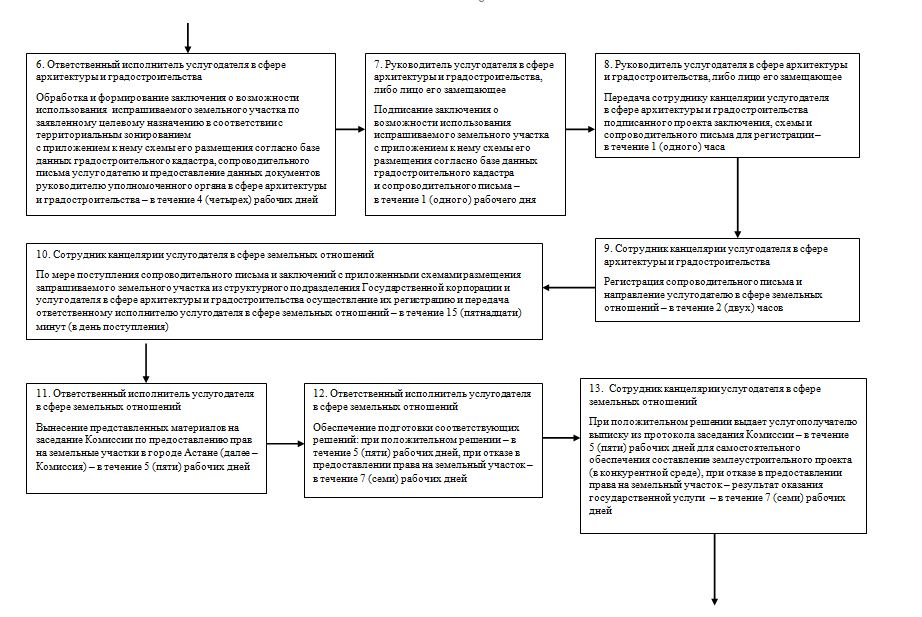 6. Ответственный исполнитель услугодателя в сфере
архитектуры и градостроительства
Обработка и формирование заключения о возможности
использования испрашиваемого земельного участка по
заявленному целевому назначению в соответствии с
территориальным зонированием
с приложением к нему схемы его размещения согласно базе
данных градостроительного кадастра, сопроводительного
письма услугодателю и предоставление данных документов
руководителю уполномоченного органа в сфере архитектуры
и градостроительства – в течение 4 (четырех) рабочих дней
7. Руководитель услугодателя в сфере
архитектуры и градостроительства,
либо лицо его замещающее
Подписание заключения о
возможности использования
испрашиваемого земельного участка
с приложением к нему схемы его
размещения согласно базе данных
градостроительного кадастра
и сопроводительного письма –
в течение 1 (одного) рабочего дня
8. Руководитель услугодателя в сфере архитектуры
и градостроительства, либо лицо его замещающее
Передача сотруднику канцелярии услугодателя
в сфере архитектуры и градостроительства
подписанного проекта заключения, схемы и
сопроводительного письма для регистрации –
в течение 1 (одного) часа
9. Сотрудник канцелярии услугодателя в сфере
архитектуры и градостроительства
Регистрация сопроводительного письма и
направление услугодателю в сфере земельных
отношений – в течение 2 (двух) часов
10. Сотрудник канцелярии услугодателя в сфере земельных отношений
По мере поступления сопроводительного письма и заключений с приложенными схемами размещения
запрашиваемого земельного участка из структурного подразделения Государственной корпорации и
услугодателя в сфере архитектуры и градостроительства осуществление их регистрацию и передача
ответственному исполнителю услугодателя в сфере земельных отношений – в течение 15 (пятнадцати)
минут (в день поступления)
11. Ответственный исполнитель услугодателя
в сфере земельных отношений
Вынесение представленных материалов на
заседание Комиссии по предоставлению прав
на земельные участки в городе Астане (далее –
Комиссия) – в течение 5 (пяти) рабочих дней
12. Ответственный исполнитель услугодателя
в сфере земельных отношений
Обеспечение подготовки соответствующих
решений: при положительном решении – в
течение 5 (пяти) рабочих дней, при отказе в
предоставлении права на земельный участок –
в течение 7 (семи) рабочих дней
13. Сотрудник канцелярии услугодателя в сфере
земельных отношений
При положительном решении выдает услугополучателю
выписку из протокола заседания Комиссии – в течение
5 (пяти) рабочих дней для самостоятельного
обеспечения составление землеустроительного проекта
(в конкурентной среде), при отказе в предоставлении
права на земельный участок – результат оказания
государственной услуги – в течение 7 (семи) рабочих
дней